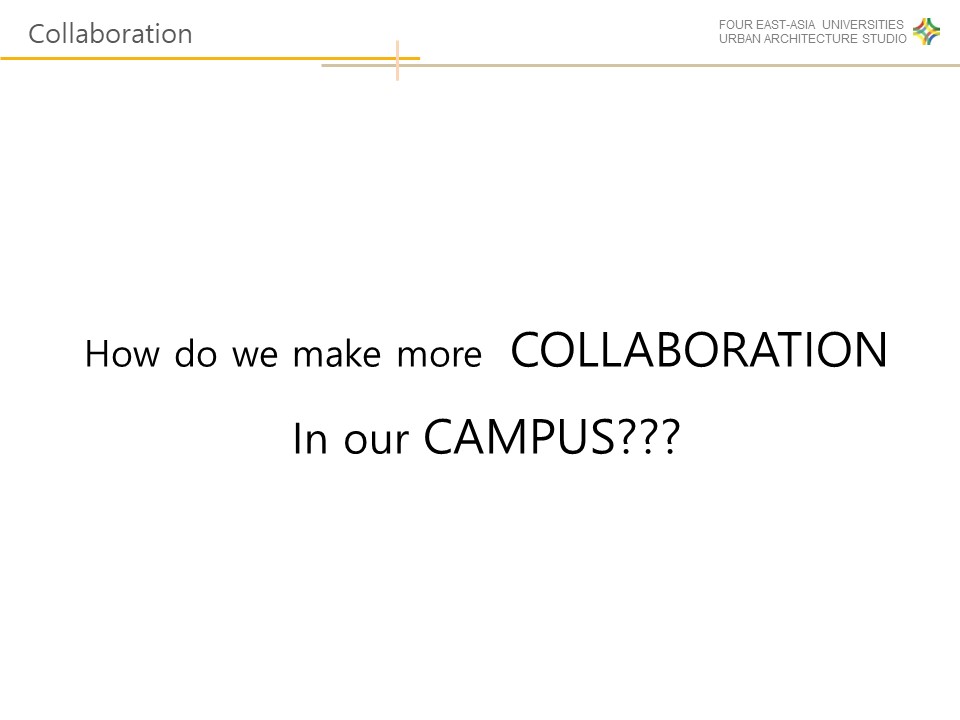 Collaboration
FOUR EAST-ASIA UNIVERSITIES
URBAN ARCHITECTURE STUDIO
How do we make more COLLABORATION
In our CAMPUS???